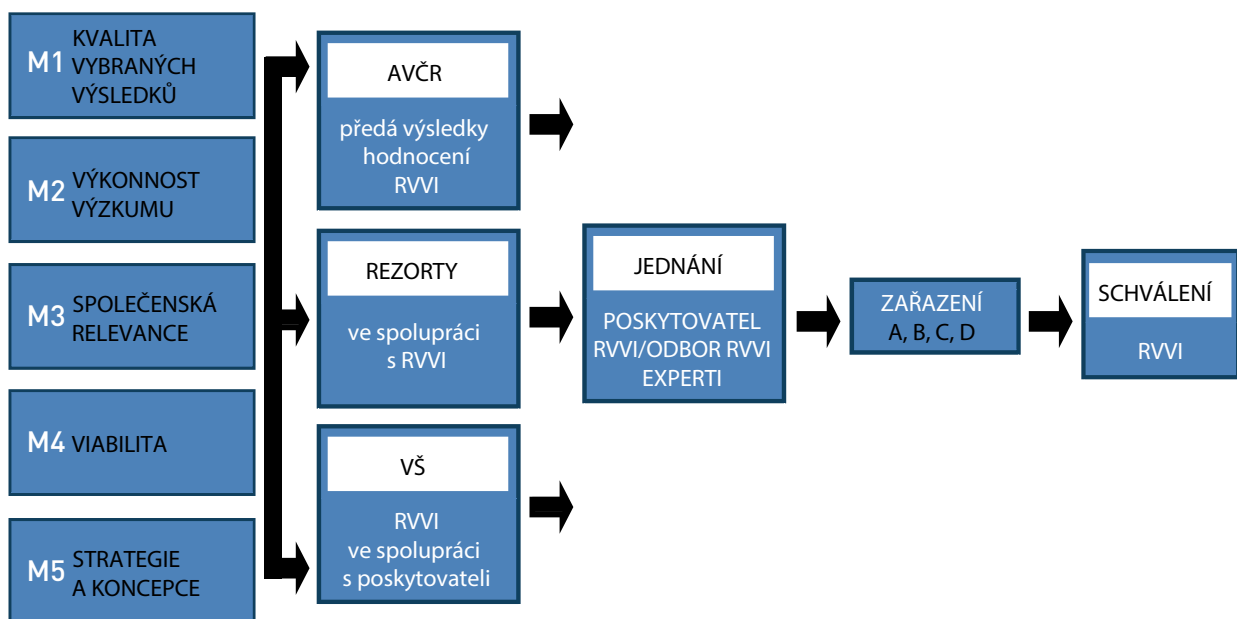 M1 KVALITA
VYBRANÝCH
VÝSLEDKŮ
M2 VÝKONNOST
VÝZKUMU
M3 SPOLEČENSKÁ
RELEVANCE
M4 VIABILITA
M5 STRATEGIE
A KONCEPCE
AVČR
předá výsledky
hodnocení
RVVI
REZORTY
ve spolupráci
s RVVI
VŠ
RVVI
ve spolupráci
s poskytovateli
JEDNÁNÍ
POSKYTOVATEL
RVVI/ODBOR RVVI
EXPERTI
ZAŘAZENÍ
A, B, C, D
SCHVÁLENÍ
RVVI